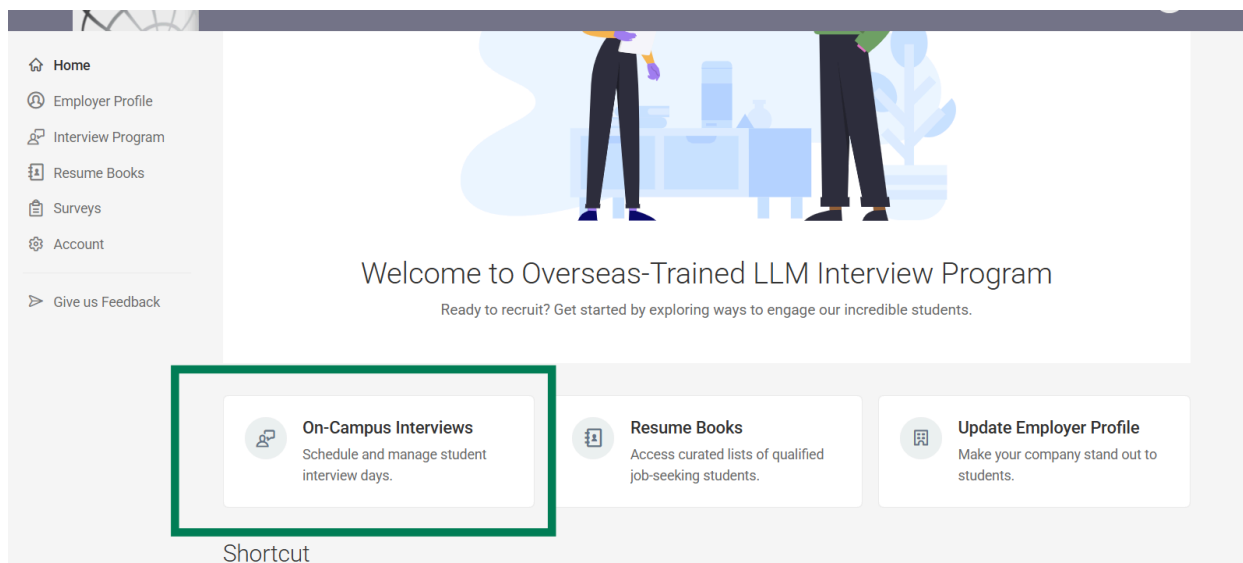 Home
Employer Profile
Interview Program
Resume Books
Surveys
Account
Give us Feedback
Welcome to Overseas-Trained LLM Interview Program
Ready to recruit? Get started by exploring ways to engage our incredible students.
On-Campus Interviews
Schedule and manage student
interview days.
Resume Books
Access curated lists of qualified
job-seeking students.
Update Employer Profile
Make your company stand out to
students.
Shortcut